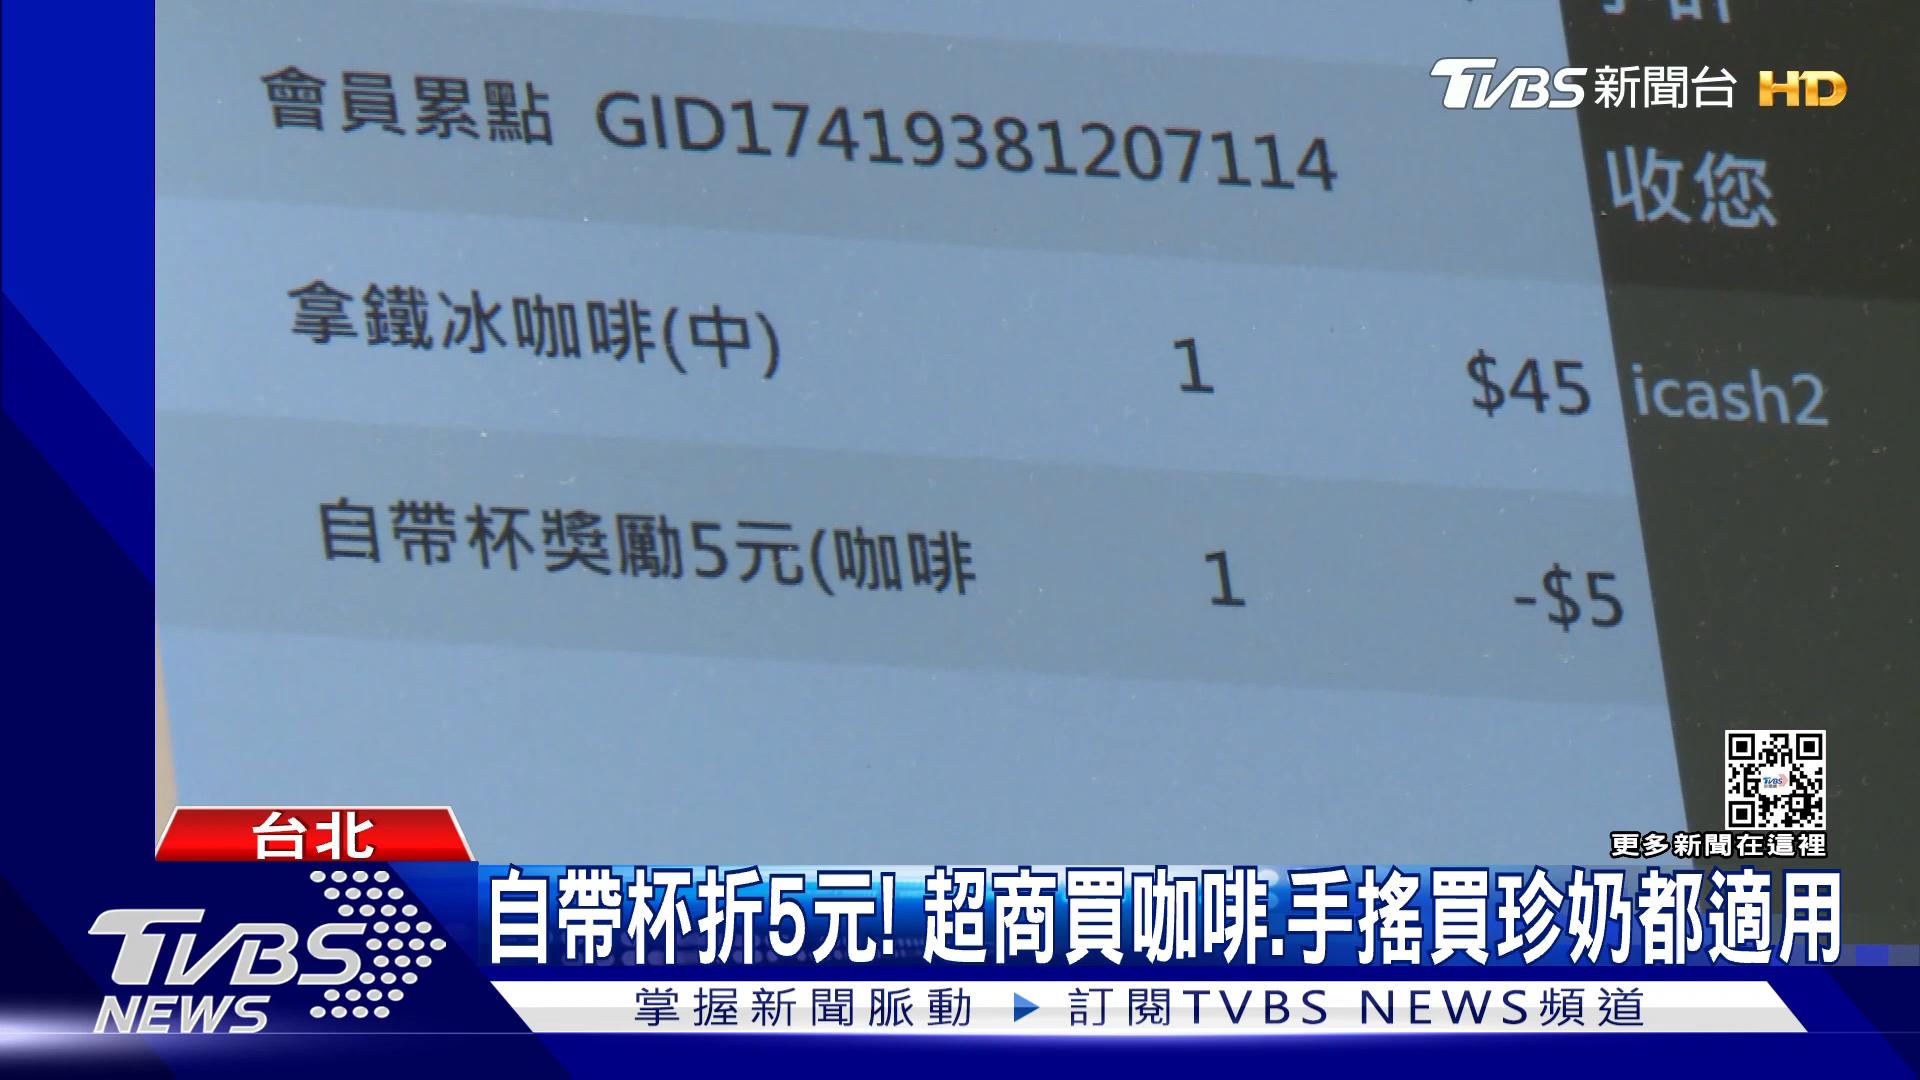 TVBS新聞台 HD
會員累點 GID17419381207114
收您
拿鐵冰咖啡(中) 1 $45 icash2
自帶杯獎勵5元(咖啡 1 -$5
更多新聞在這裡
台北
自帶杯折5元! 超商買咖啡.手搖買珍奶都適用
TVBS NEWS
掌握新聞脈動 ▶ 訂閱TVBS NEWS頻道